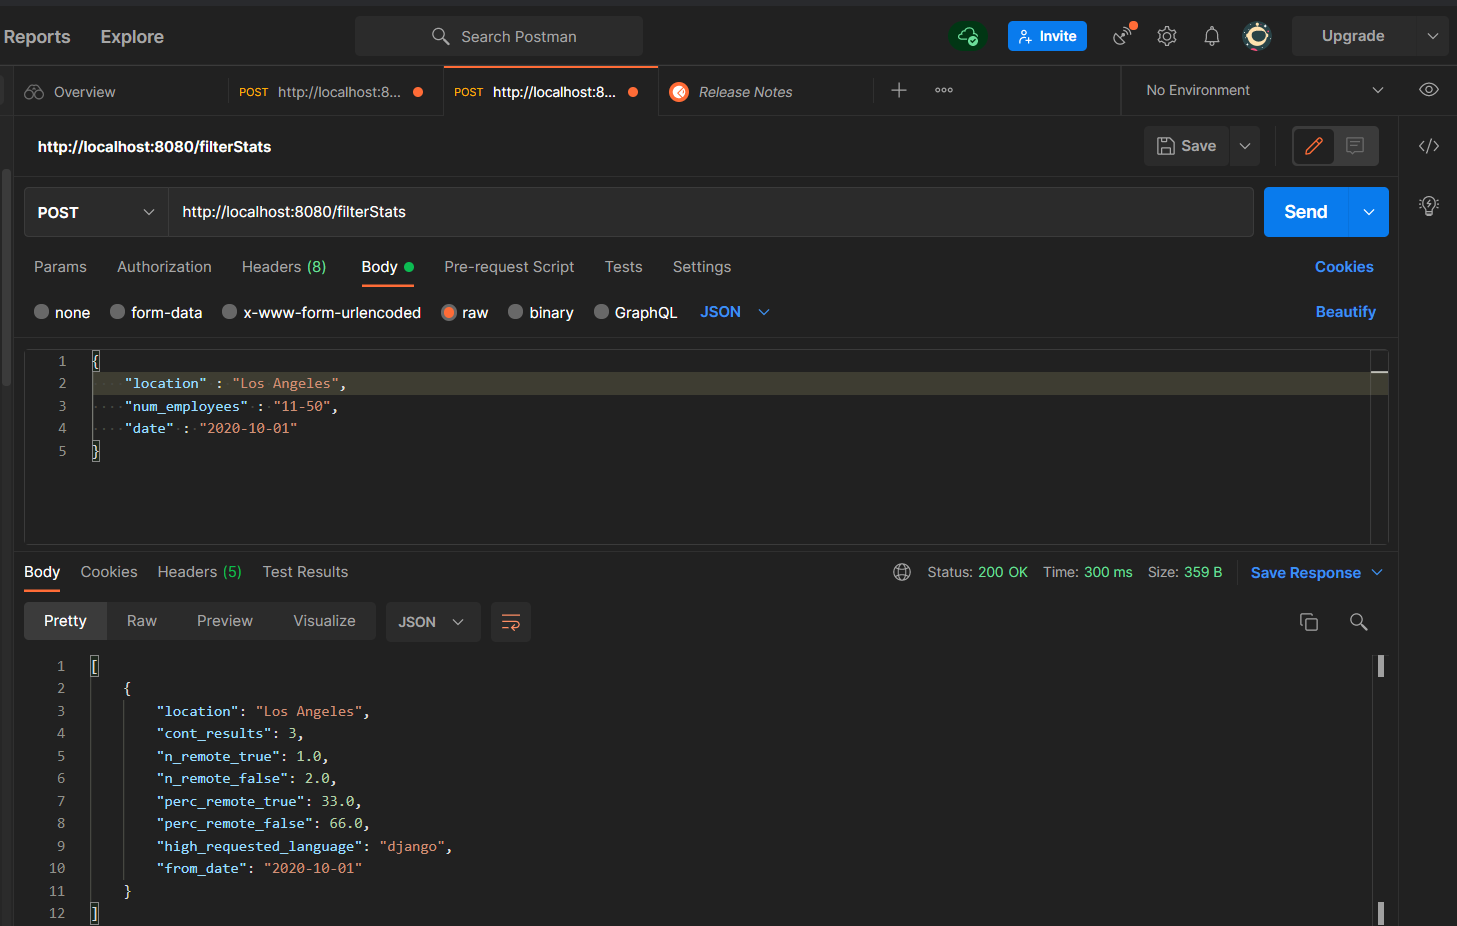 Reports Explore Search Postman Invite Upgrade
Overview POST http://localhost:8... POST http://localhost:8... Release Notes No Environment
http://localhost:8080/filterStats Save
POST http://localhost:8080/filterStats Send
Params Authorization Headers (8) Body Pre-request Script Tests Settings Cookies
none form-data x-www-form-urlencoded raw binary GraphQL JSON Beautify
1 {
2 "location" : "Los Angeles",
3 "num_employees" : "11-50",
4 "date" : "2020-10-01"
5 }
Body Cookies Headers (5) Test Results Status: 200 OK Time: 300 ms Size: 359 B Save Response
Pretty Raw Preview Visualize JSON
1 [
2 {
3 "location": "Los Angeles",
4 "cont_results": 3,
5 "n_remote_true": 1.0,
6 "n_remote_false": 2.0,
7 "perc_remote_true": 33.0,
8 "perc_remote_false": 66.0,
9 "high_requested_language": "django",
10 "from_date": "2020-10-01"
11 }
12 ]